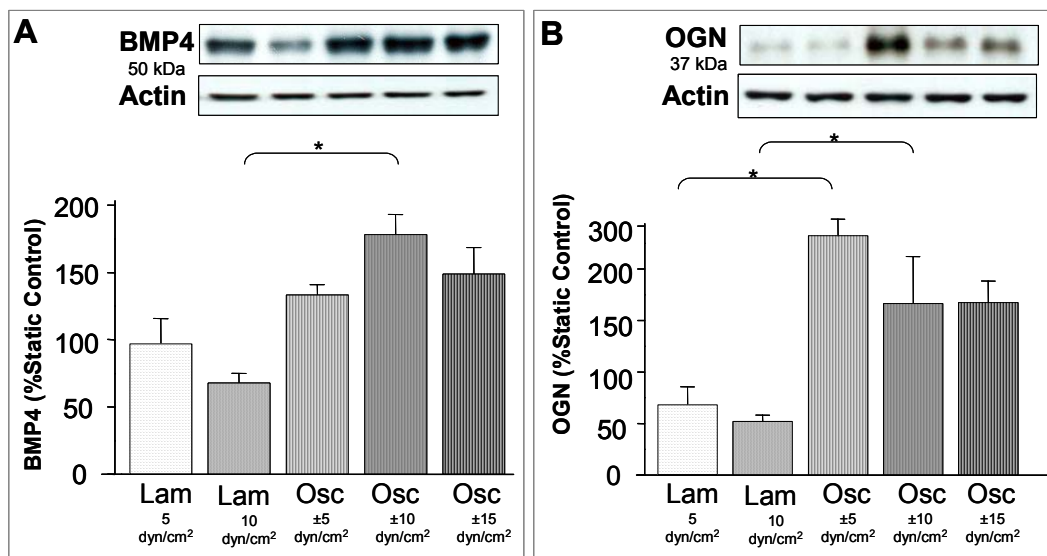 A
BMP4
50 kDa
Actin
*
BMP4 (%Static Control)
200
150
100
50
0
Lam Lam Osc Osc Osc
5 10 ±5 ±10 ±15
dyn/cm² dyn/cm² dyn/cm² dyn/cm² dyn/cm²
B
OGN
37 kDa
Actin
*
*
OGN (%Static Control)
300
200
150
100
50
0
Lam Lam Osc Osc Osc
5 10 ±5 ±10 ±15
dyn/cm² dyn/cm² dyn/cm² dyn/cm² dyn/cm²